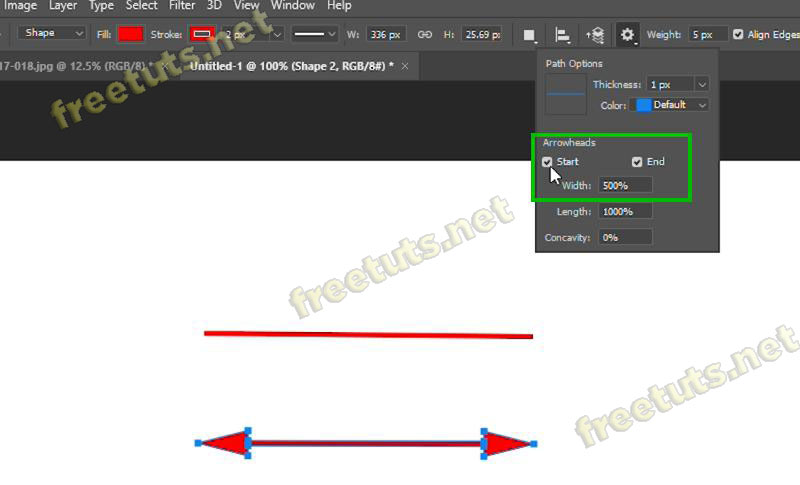 Image Layer Type Select Filter 3D View Window Help
Shape Fill: Stroke: 2 px W: 336 px H: 25.69 p Weight: 5 px Align Edges
17-018.jpg @ 12.5% (RGB/8) * × Untitled-1 @ 100% (Shape 2, RGB/8#) * ×
Path Options
Thickness: 1 px
Color: Default
Arrowheads
Start End
Width: 500%
Length: 1000%
Concavity: 0%
freetuts.net
freetuts.net
freetuts.net